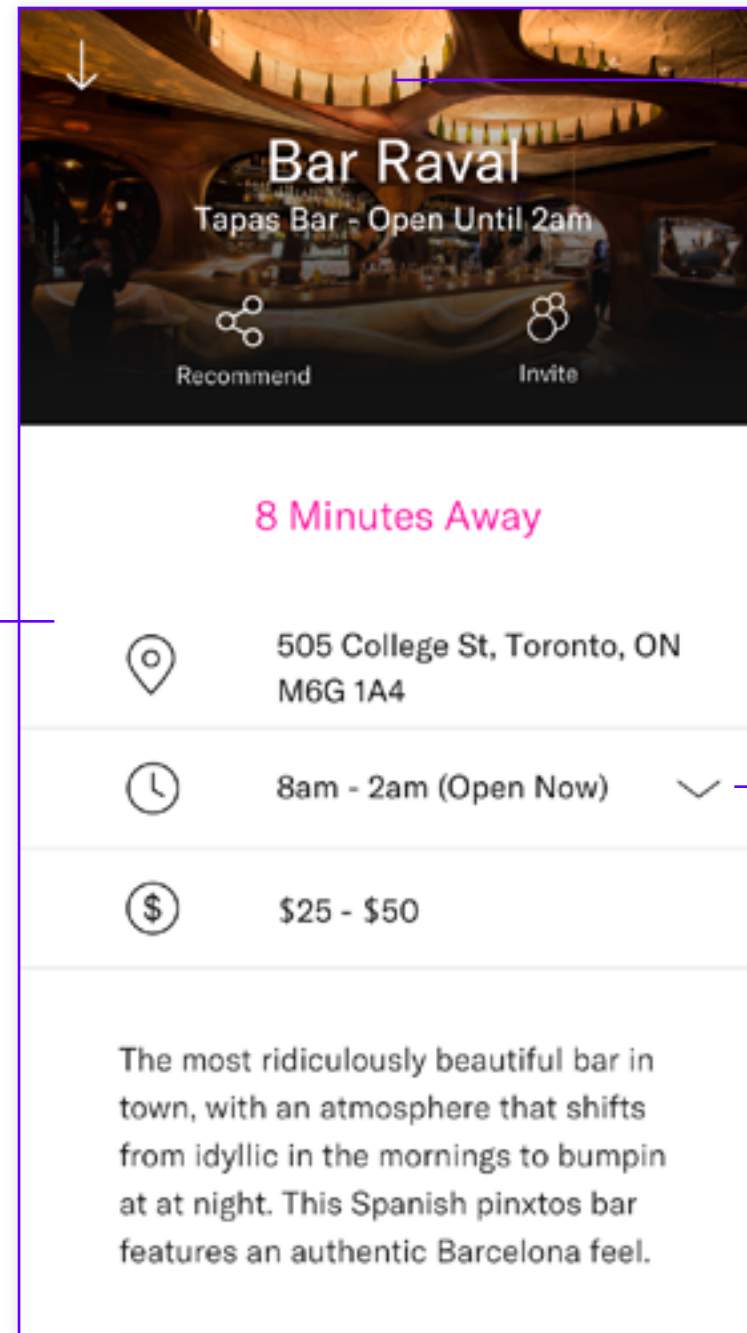 Bar Raval
Tapas Bar - Open Until 2am
Recommend
Invite
8 Minutes Away
505 College St, Toronto, ON
M6G 1A4
8am - 2am (Open Now)
$25 - $50
The most ridiculously beautiful bar in
town, with an atmosphere that shifts
from idyllic in the mornings to bumpin
at at night. This Spanish pinxtos bar
features an authentic Barcelona feel.